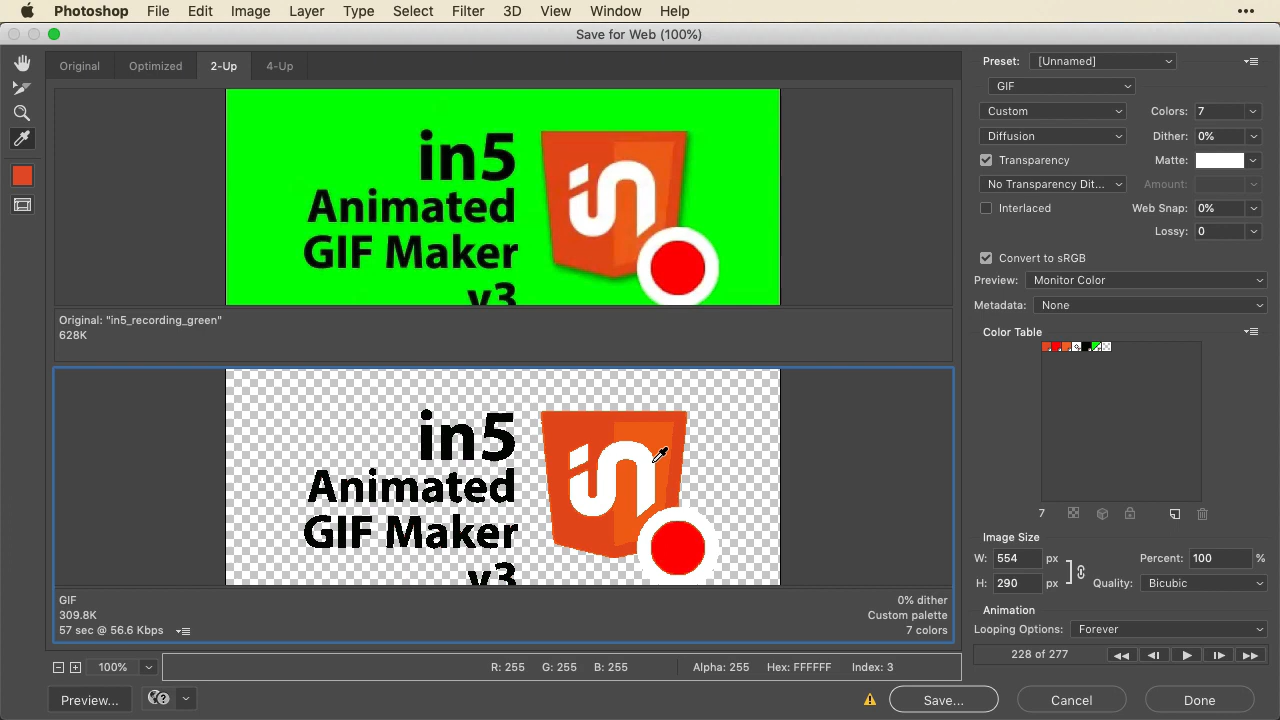 Photoshop File Edit Image Layer Type Select Filter 3D View Window Help
Save for Web (100%)
Original Optimized 2-Up 4-Up
in5
Animated
GIF Maker
v3
Original: "in5_recording_green"
628K
in5
Animated
GIF Maker
v3
GIF
309.8K
57 sec @ 56.6 Kbps
0% dither
Custom palette
7 colors
100%
R: 255 G: 255 B: 255 Alpha: 255 Hex: FFFFFF Index: 3
Preview...
Save... Cancel Done
Preset: [Unnamed]
GIF
Custom Colors: 7
Diffusion Dither: 0%
Transparency Matte:
No Transparency Dit... Amount:
Interlaced Web Snap: 0%
Lossy: 0
Convert to sRGB
Preview: Monitor Color
Metadata: None
Color Table
7
Image Size
W: 554 px Percent: 100 %
H: 290 px Quality: Bicubic
Animation
Looping Options: Forever
228 of 277